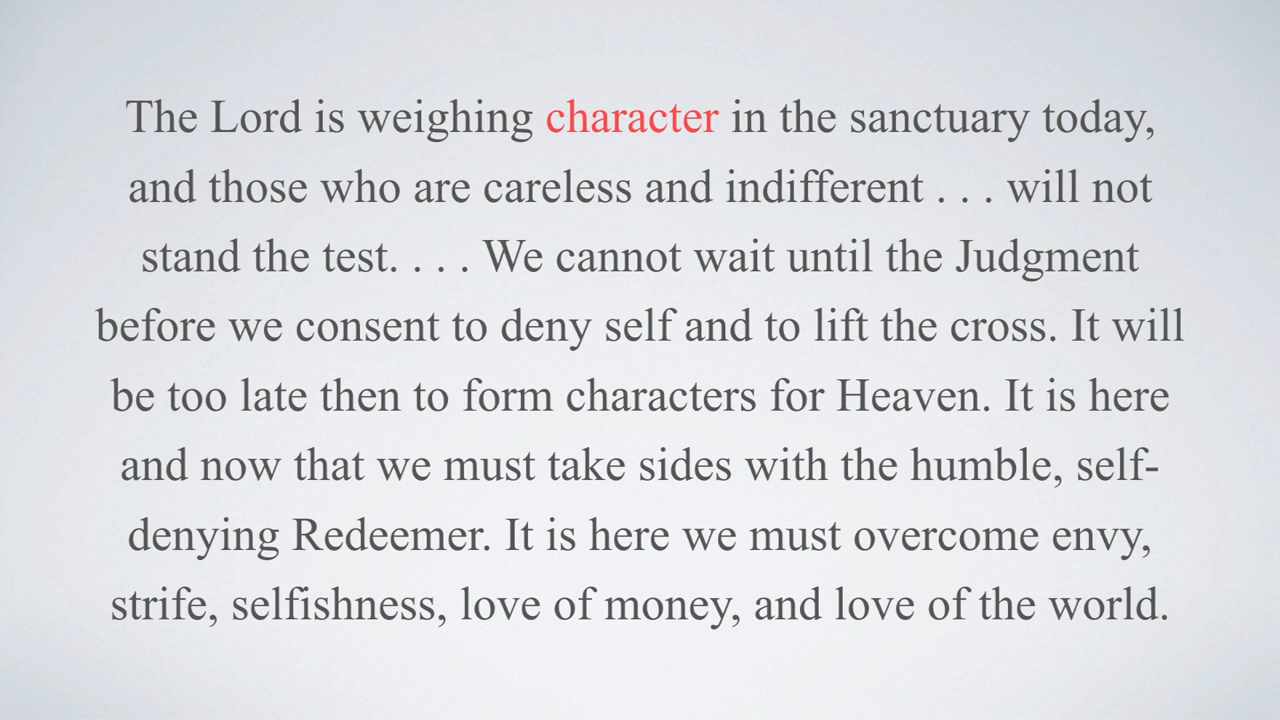 The Lord is weighing character in the sanctuary today,
and those who are careless and indifferent . . . will not
stand the test. . . . We cannot wait until the Judgment
before we consent to deny self and to lift the cross. It will
be too late then to form characters for Heaven. It is here
and now that we must take sides with the humble, self-
denying Redeemer. It is here we must overcome envy,
strife, selfishness, love of money, and love of the world.